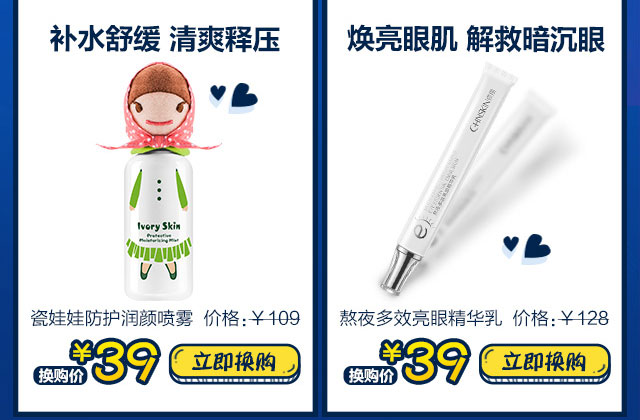 补水舒缓 清爽释压
Ivory Skin
Protective
Moisturizing Mist
瓷娃娃防护润颜喷雾 价格:￥109
换购价 ￥39 立即换购
焕亮眼肌 解救暗沉眼
熬夜多效亮眼精华乳 价格:￥128
换购价 ￥39 立即换购